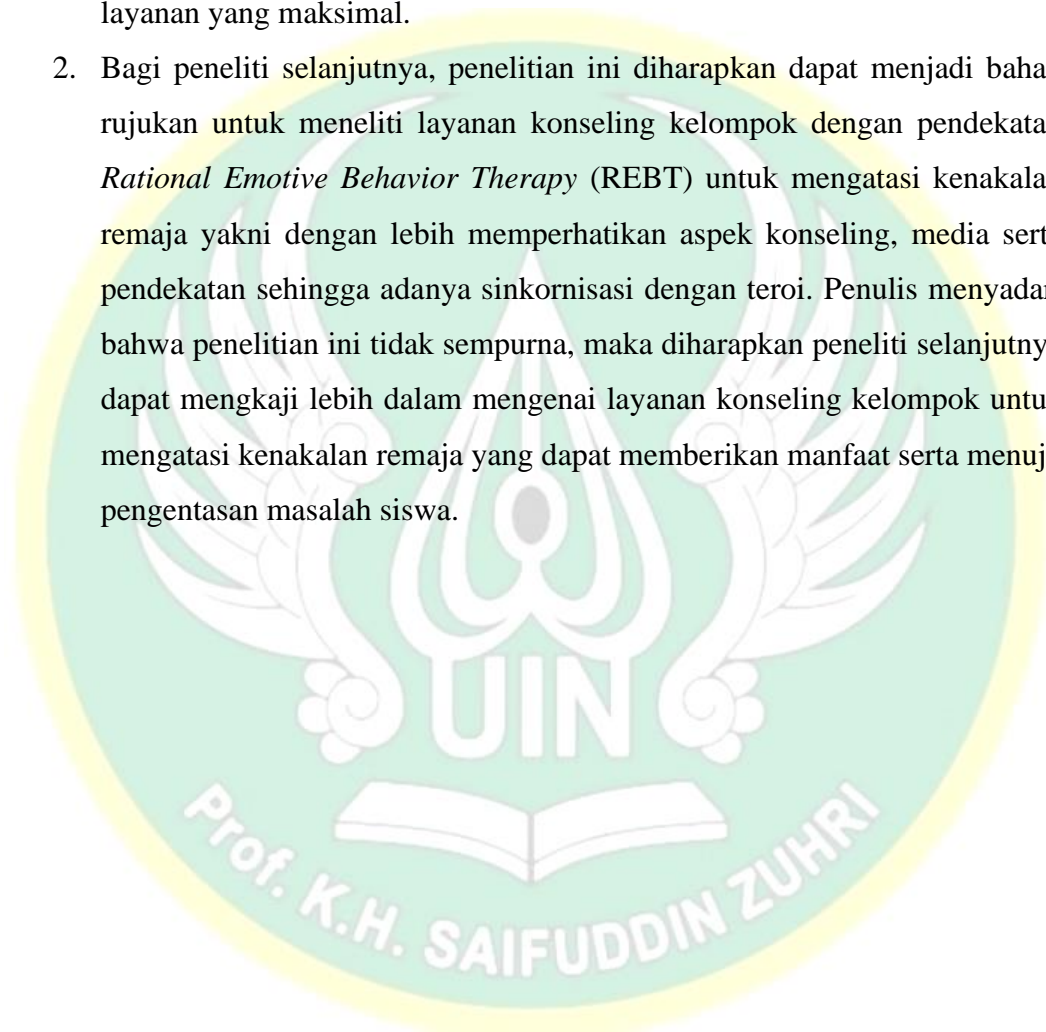 layanan yang maksimal.
2. Bagi peneliti selanjutnya, penelitian ini diharapkan dapat menjadi baha
rujukan untuk meneliti layanan konseling kelompok dengan pendekata
Rational Emotive Behavior Therapy (REBT) untuk mengatasi kenakala
remaja yakni dengan lebih memperhatikan aspek konseling, media sert
pendekatan sehingga adanya sinkornisasi dengan teroi. Penulis menyadar
bahwa penelitian ini tidak sempurna, maka diharapkan peneliti selanjutny
dapat mengkaji lebih dalam mengenai layanan konseling kelompok untu
mengatasi kenakalan remaja yang dapat memberikan manfaat serta menuj
pengentasan masalah siswa.
UIN
Prof. K.H. SAIFUDDIN ZUHRI